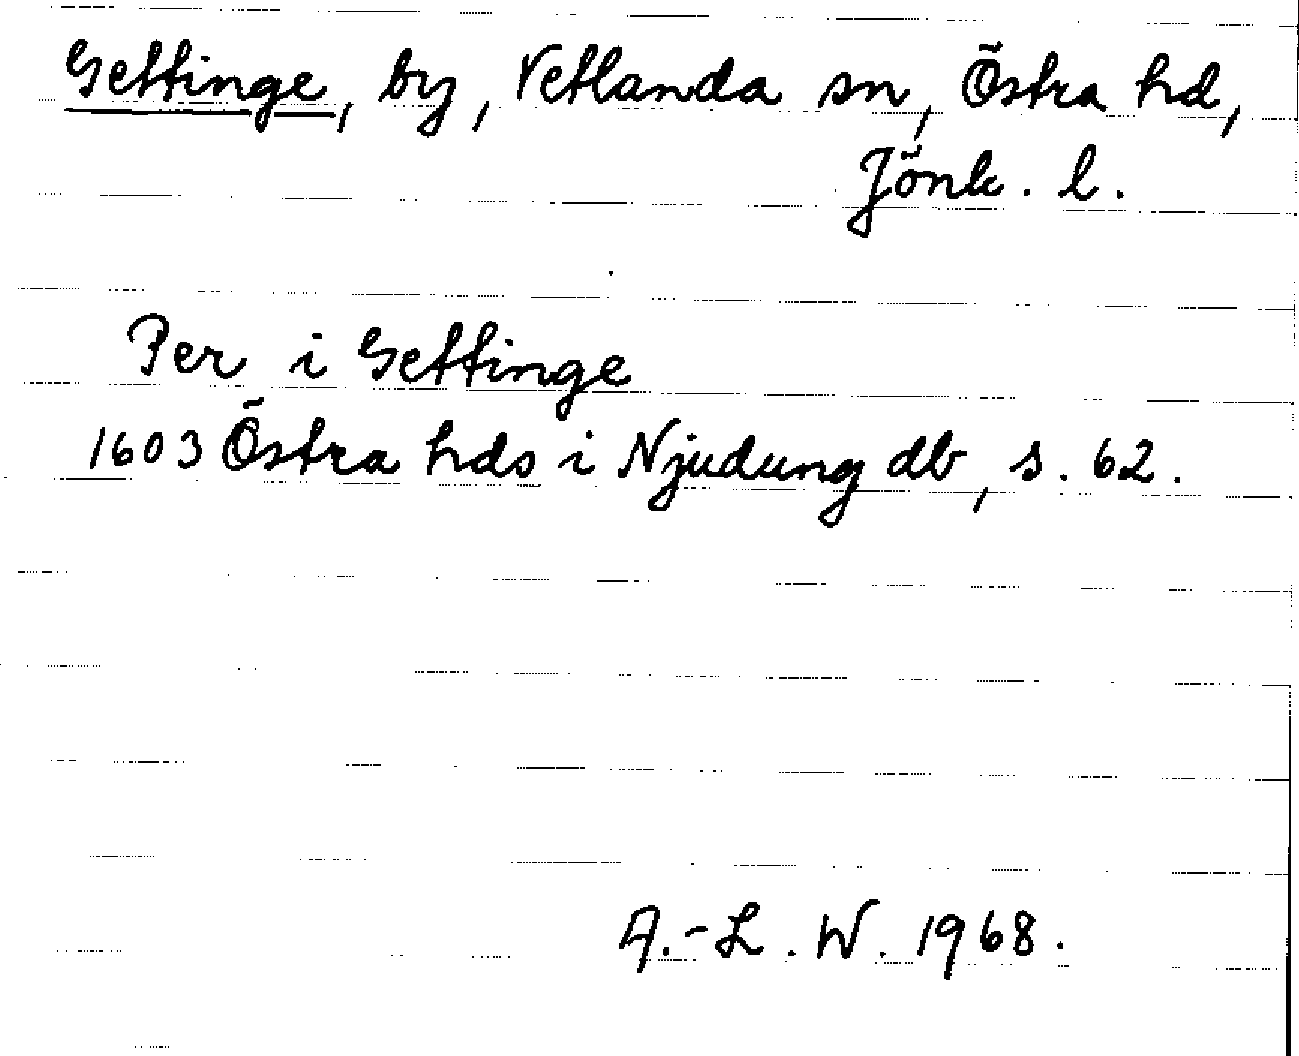 Gettinge, by, Vetlanda sn, Östra hd,
Jönk. l.
Per i Gettinge
1603 Östra hds i Njudung db, s. 62.
A.-L. W. 1968.